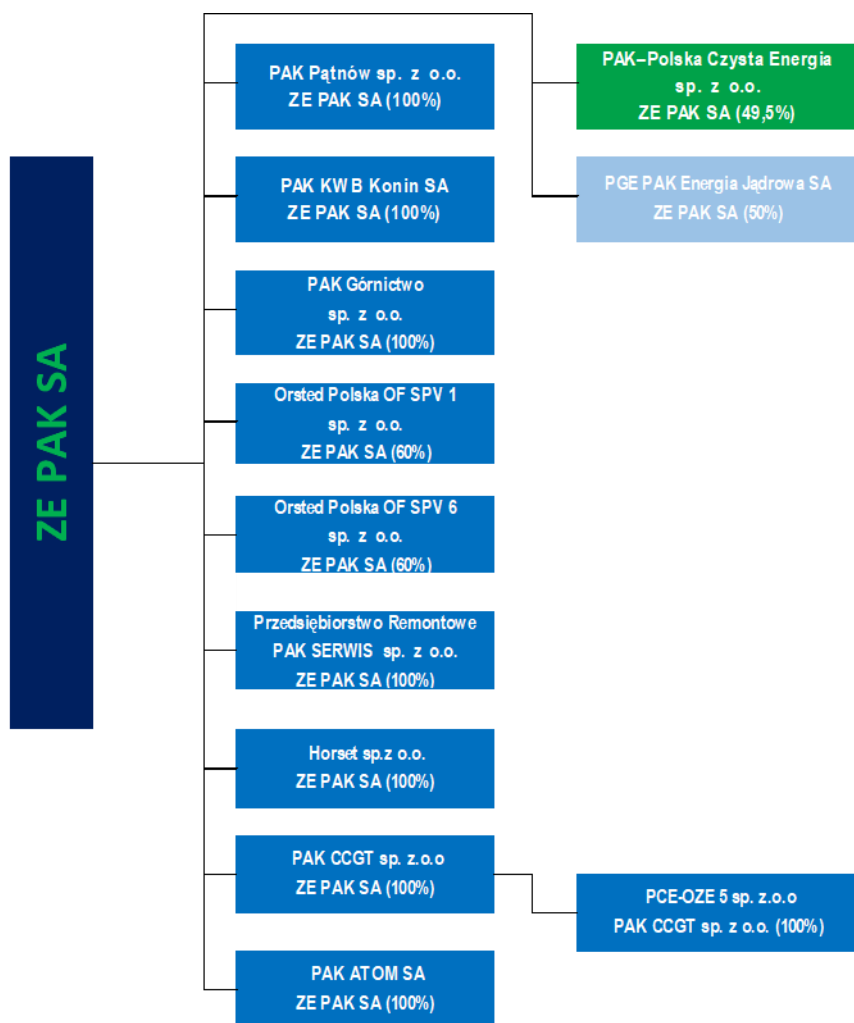 ZE PAK SA
PAK Pątnów sp. z o.o.
ZE PAK SA (100%)
PAK KWB Konin SA
ZE PAK SA (100%)
PAK Górnictwo
sp. z o.o.
ZE PAK SA (100%)
Orsted Polska OF SPV 1
sp. z o.o.
ZE PAK SA (60%)
Orsted Polska OF SPV 6
sp. z o.o.
ZE PAK SA (60%)
Przedsiębiorstwo Remontowe
PAK SERWIS sp. z o.o.
ZE PAK SA (100%)
Horset sp.z o.o.
ZE PAK SA (100%)
PAK CCGT sp. z.o.o
ZE PAK SA (100%)
PAK ATOM SA
ZE PAK SA (100%)
PAK–Polska Czysta Energia
sp. z o.o.
ZE PAK SA (49,5%)
PGE PAK Energia Jądrowa SA
ZE PAK SA (50%)
PCE-OZE 5 sp. z.o.o
PAK CCGT sp. z o.o. (100%)